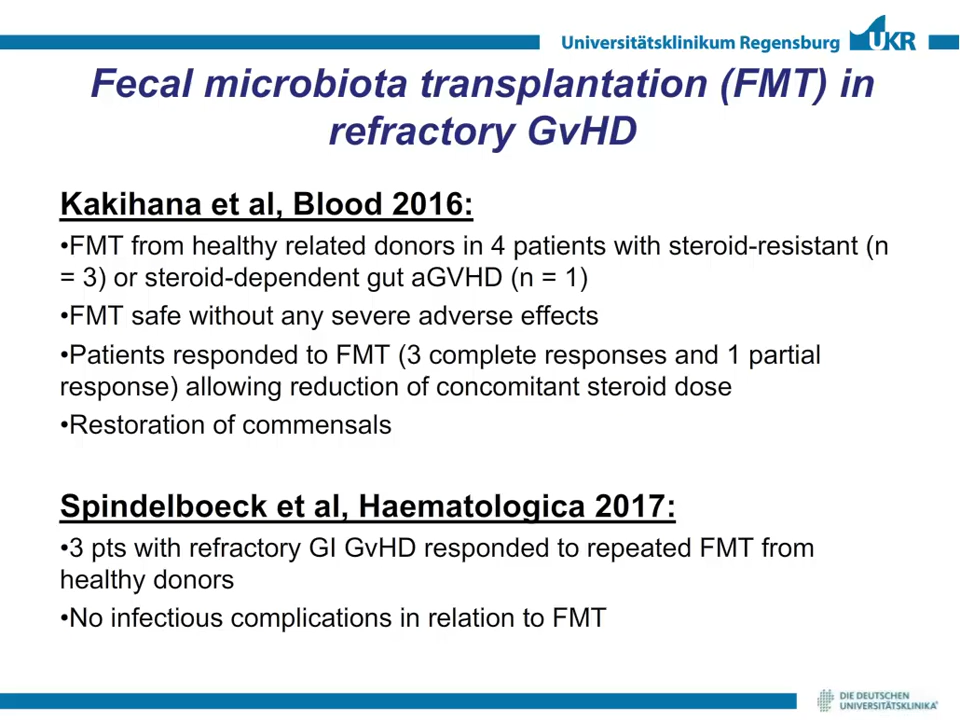 Universitätsklinikum Regensburg UKR
Fecal microbiota transplantation (FMT) in
refractory GvHD
Kakihana et al, Blood 2016:
•FMT from healthy related donors in 4 patients with steroid-resistant (n
= 3) or steroid-dependent gut aGVHD (n = 1)
•FMT safe without any severe adverse effects
•Patients responded to FMT (3 complete responses and 1 partial
response) allowing reduction of concomitant steroid dose
•Restoration of commensals
Spindelboeck et al, Haematologica 2017:
•3 pts with refractory GI GvHD responded to repeated FMT from
healthy donors
•No infectious complications in relation to FMT
DIE DEUTSCHEN
UNIVERSITÄTSKLINIKA®